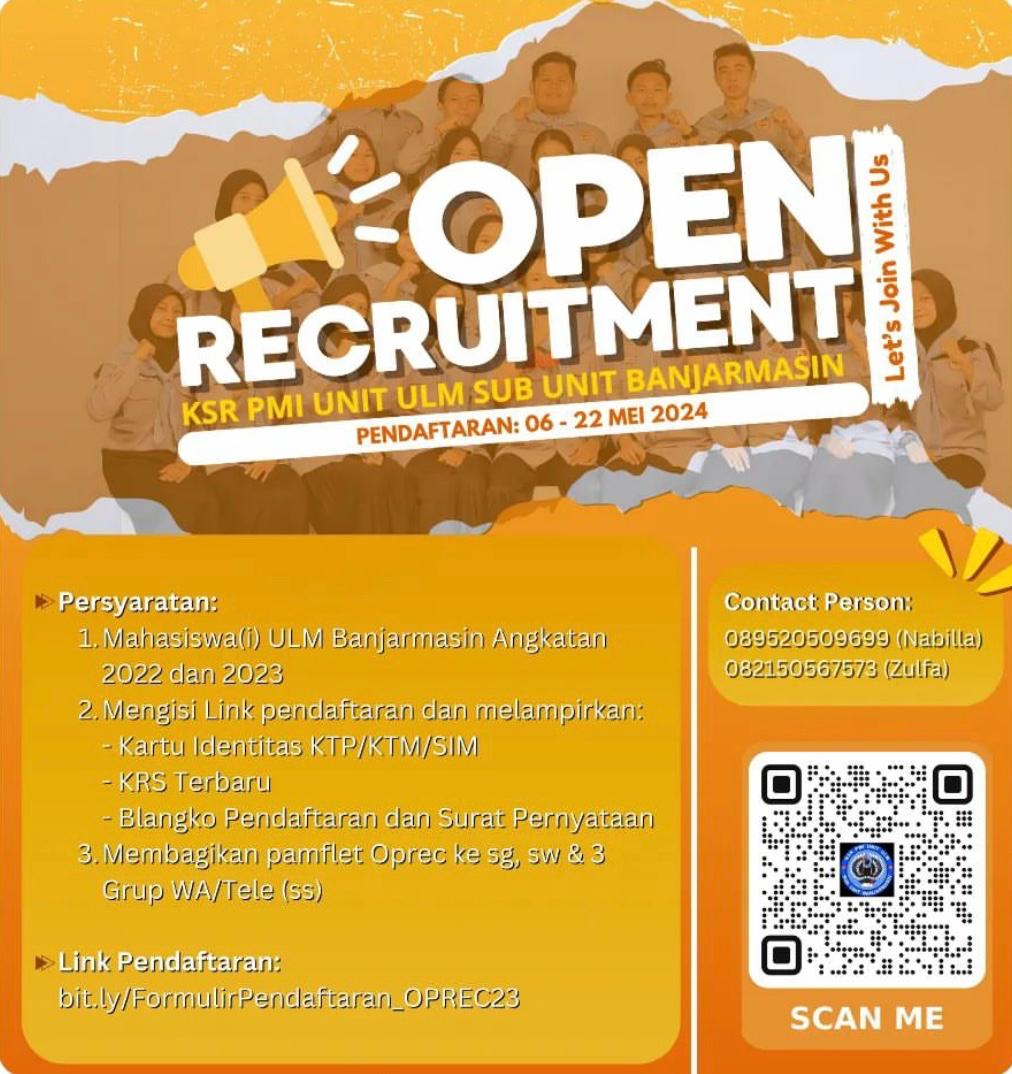 OPEN
RECRUITMENT
Let's Join With Us
KSR PMI UNIT ULM SUB UNIT BANJARMASIN
PENDAFTARAN: 06 - 22 MEI 2024
Persyaratan:
1. Mahasiswa(i) ULM Banjarmasin Angkatan
2022 dan 2023
2. Mengisi Link pendaftaran dan melampirkan:
- Kartu Identitas KTP/KTM/SIM
- KRS Terbaru
- Blangko Pendaftaran dan Surat Pernyataan
3. Membagikan pamflet Oprec ke sg, sw & 3
Grup WA/Tele (ss)
Link Pendaftaran:
bit.ly/FormulirPendaftaran_OPREC23
Contact Person:
089520509699 (Nabilla)
082150567573 (Zulfa)
SCAN ME